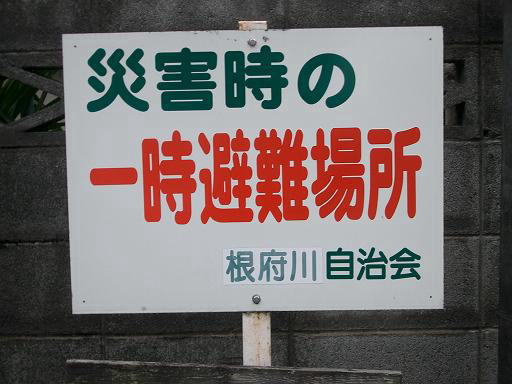 災害時の
一時避難場所
根府川自治会